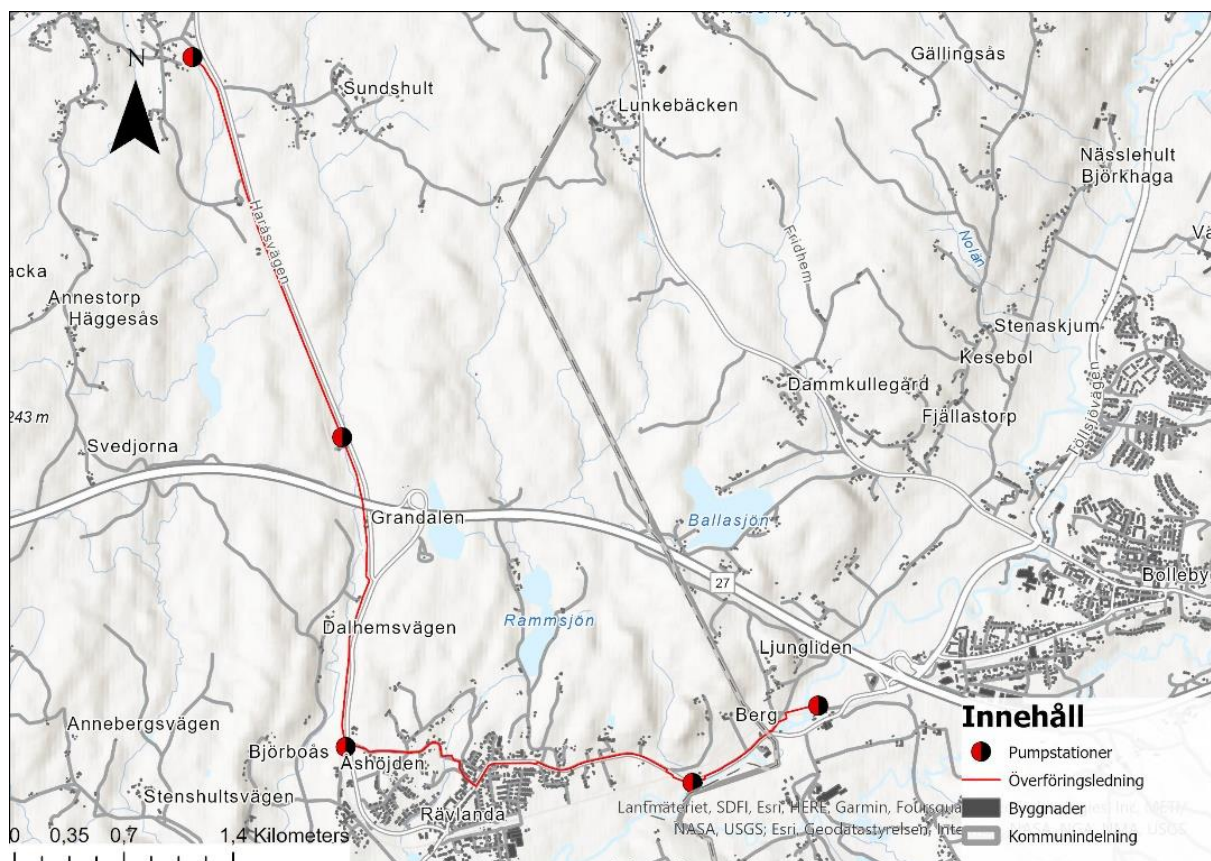 N
Sundshult
Gällingsås
Lunkebäcken
Nässlehult
Björkhaga
Haråsvägen
Fridhem
Nolån
acka
Annestorp
Häggesås
Stenaskjum
Kesebol
Dammkullegård
Fjällastorp
Töllsjövägen
243 m
Svedjorna
Grandalen
Ballasjön
27
Bolleby
Rammsjön
Dalhemsvägen
Ljungliden
Annebergsvägen
Berg
Björboås
Åshöjden
Stenshultsvägen
Rävlanda
Innehåll
Pumpstationer
Överföringsledning
Byggnader
Kommunindelning
Lantmäteriet, SDFI, Esri, HERE, Garmin, Foursqua
NASA, USGS; Esri, Geodatastyrelsen, Inte
0 0,35 0,7 1,4 Kilometers